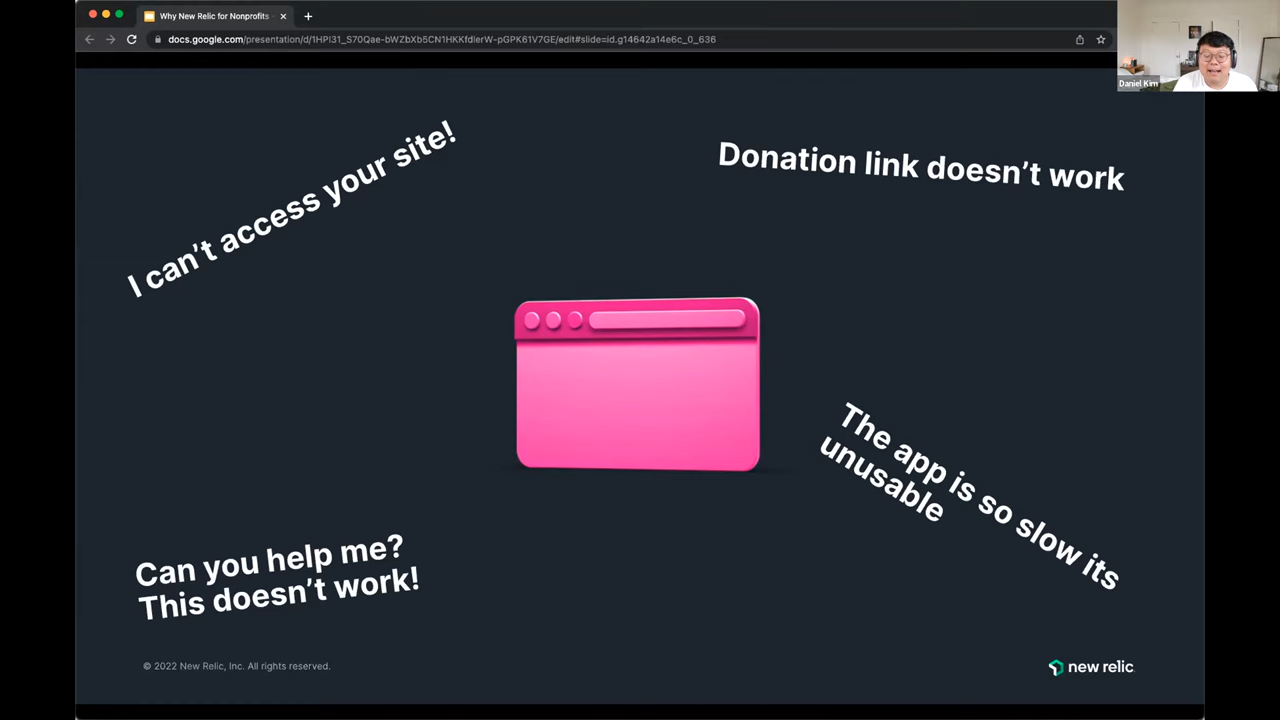 Why New Relic for Nonprofits
docs.google.com/presentation/d/1HPI31_S70Qae-bWZbXb5CN1HKKfdlerW-pGPK61V7GE/edit#slide=id.g14642a14e6c_0_636
Daniel Kim
I can't access your site!
Donation link doesn't work
The app is so slow its
unusable
Can you help me?
This doesn't work!
© 2022 New Relic, Inc. All rights reserved.
new relic